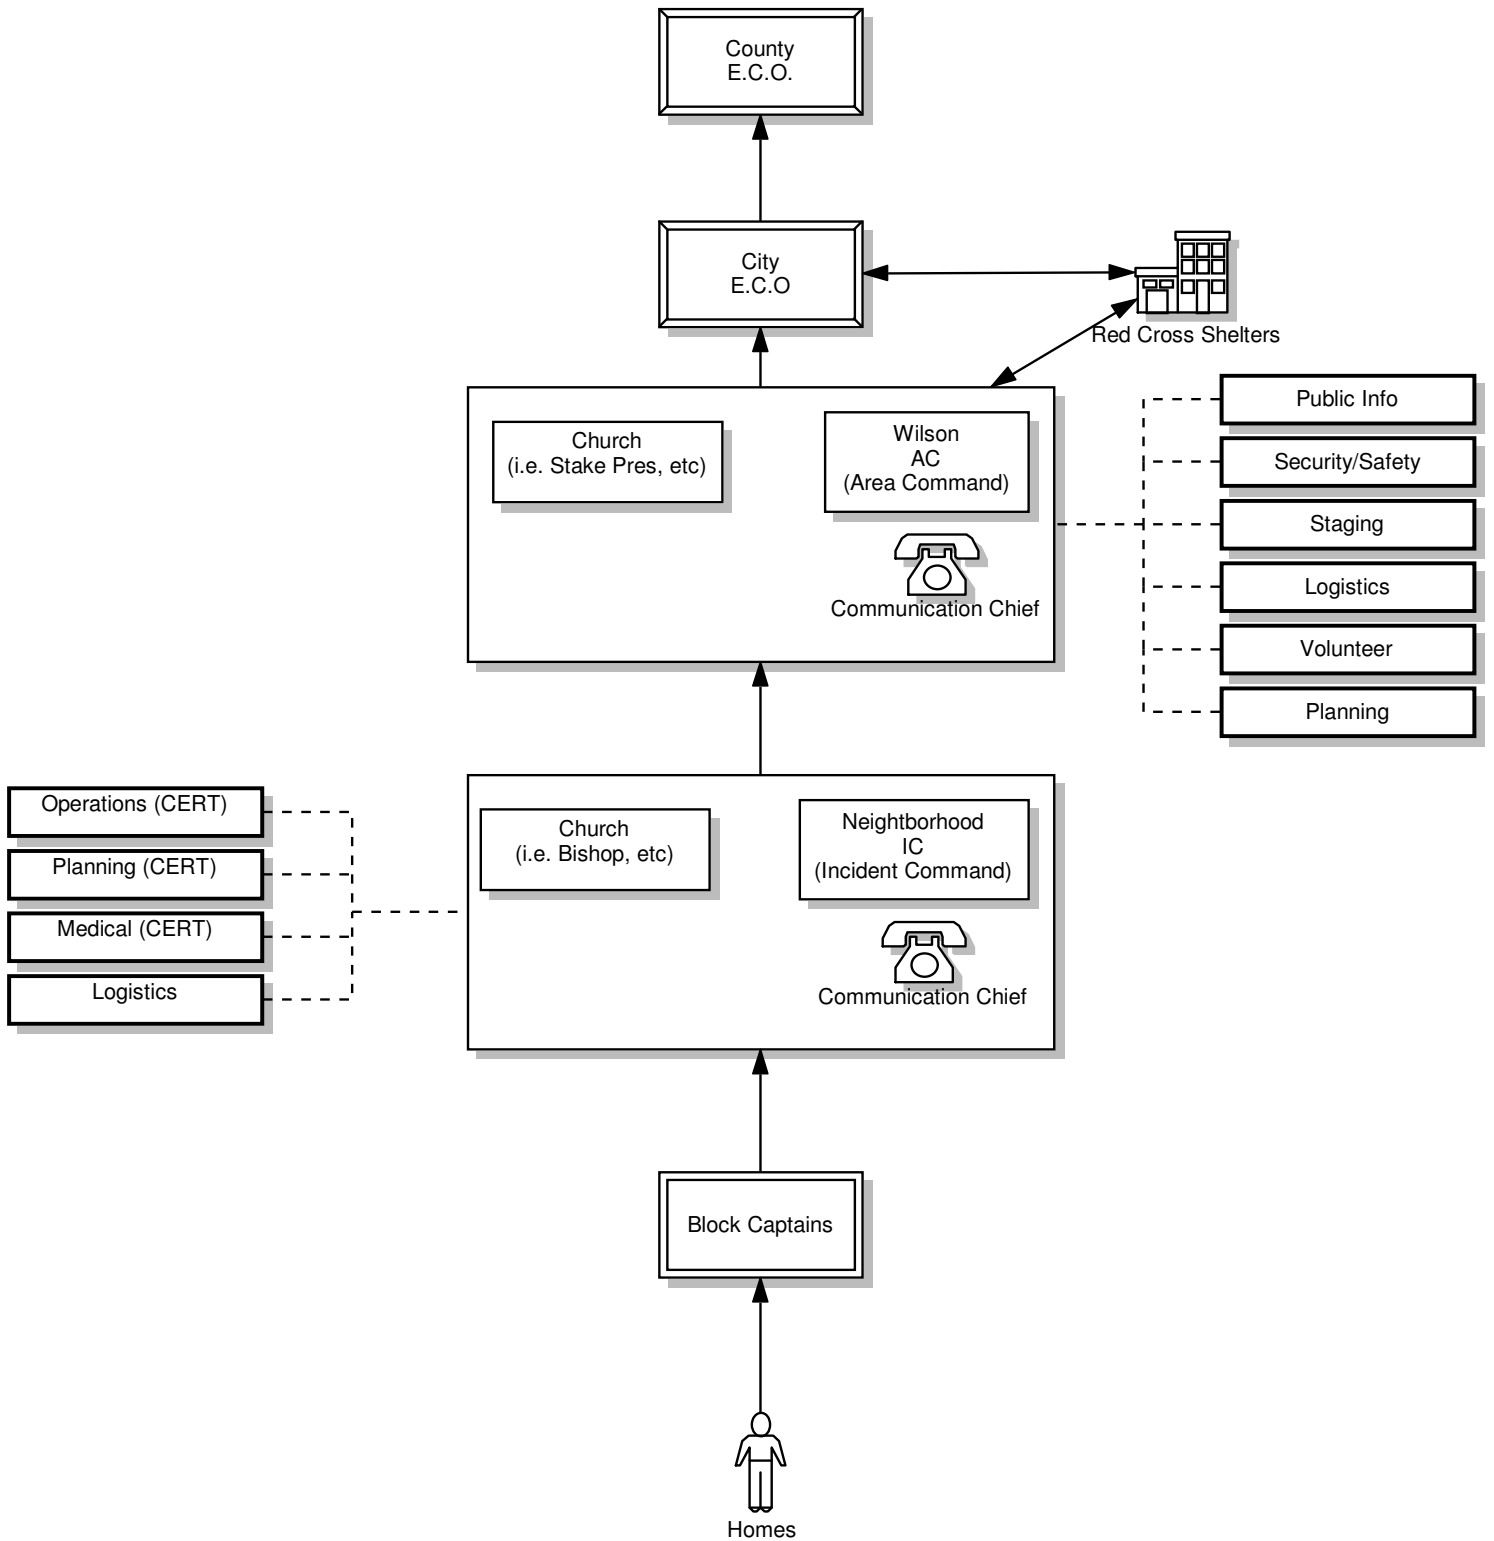 County
E.C.O.
City
E.C.O
Red Cross Shelters
Church
(i.e. Stake Pres, etc)
Wilson
AC
(Area Command)
Communication Chief
Public Info
Security/Safety
Staging
Logistics
Volunteer
Planning
Operations (CERT)
Planning (CERT)
Medical (CERT)
Logistics
Church
(i.e. Bishop, etc)
Neightborhood
IC
(Incident Command)
Communication Chief
Block Captains
Homes